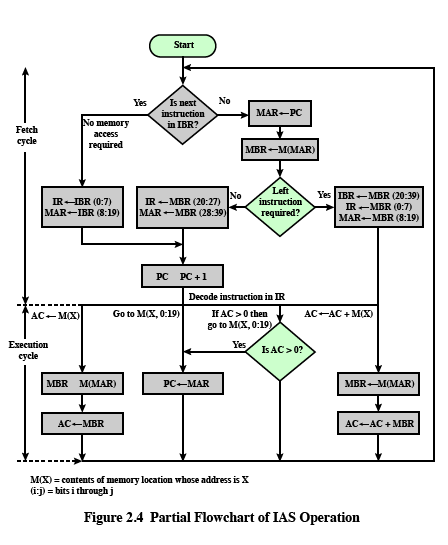 Start
Is next
instruction
in IBR?
Yes
No
No memory
access
required
Fetch
cycle
MAR←PC
MBR←M(MAR)
Left
instruction
required?
No
Yes
IR←IBR (0:7)
MAR←IBR (8:19)
IR←MBR (20:27)
MAR←MBR (28:39)
IBR←MBR (20:39)
IR←MBR (0:7)
MAR←MBR (8:19)
PC PC + 1
Decode instruction in IR
AC←M(X)
Go to M(X, 0:19)
If AC > 0 then
go to M(X, 0:19)
AC←AC + M(X)
Execution
cycle
Yes
Is AC > 0?
MBR M(MAR)
PC←MAR
MBR←M(MAR)
AC←MBR
AC←AC + MBR
M(X) = contents of memory location whose address is X
(i:j) = bits i through j
Figure 2.4 Partial Flowchart of IAS Operation